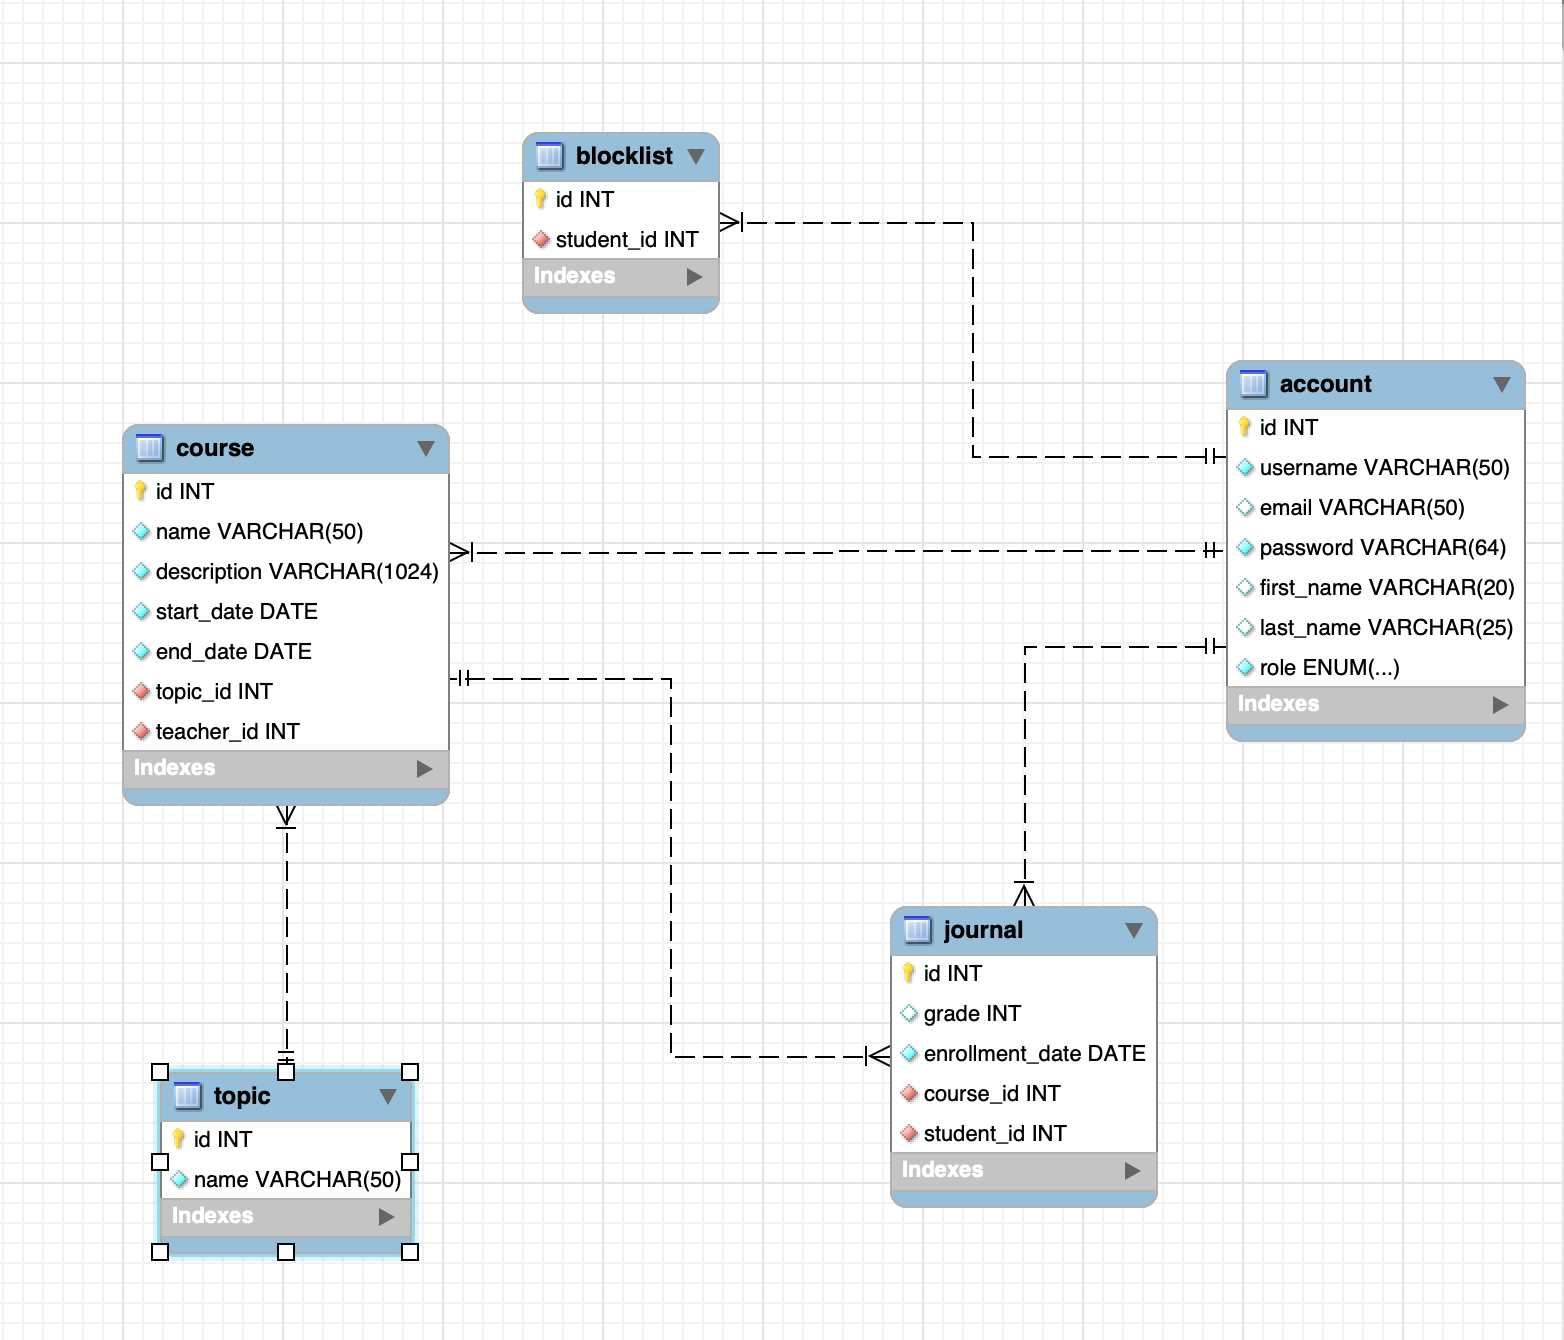 blocklist
id INT
student_id INT
Indexes
account
id INT
username VARCHAR(50)
email VARCHAR(50)
password VARCHAR(64)
first_name VARCHAR(20)
last_name VARCHAR(25)
role ENUM(...)
Indexes
course
id INT
name VARCHAR(50)
description VARCHAR(1024)
start_date DATE
end_date DATE
topic_id INT
teacher_id INT
Indexes
journal
id INT
grade INT
enrollment_date DATE
course_id INT
student_id INT
Indexes
topic
id INT
name VARCHAR(50)
Indexes